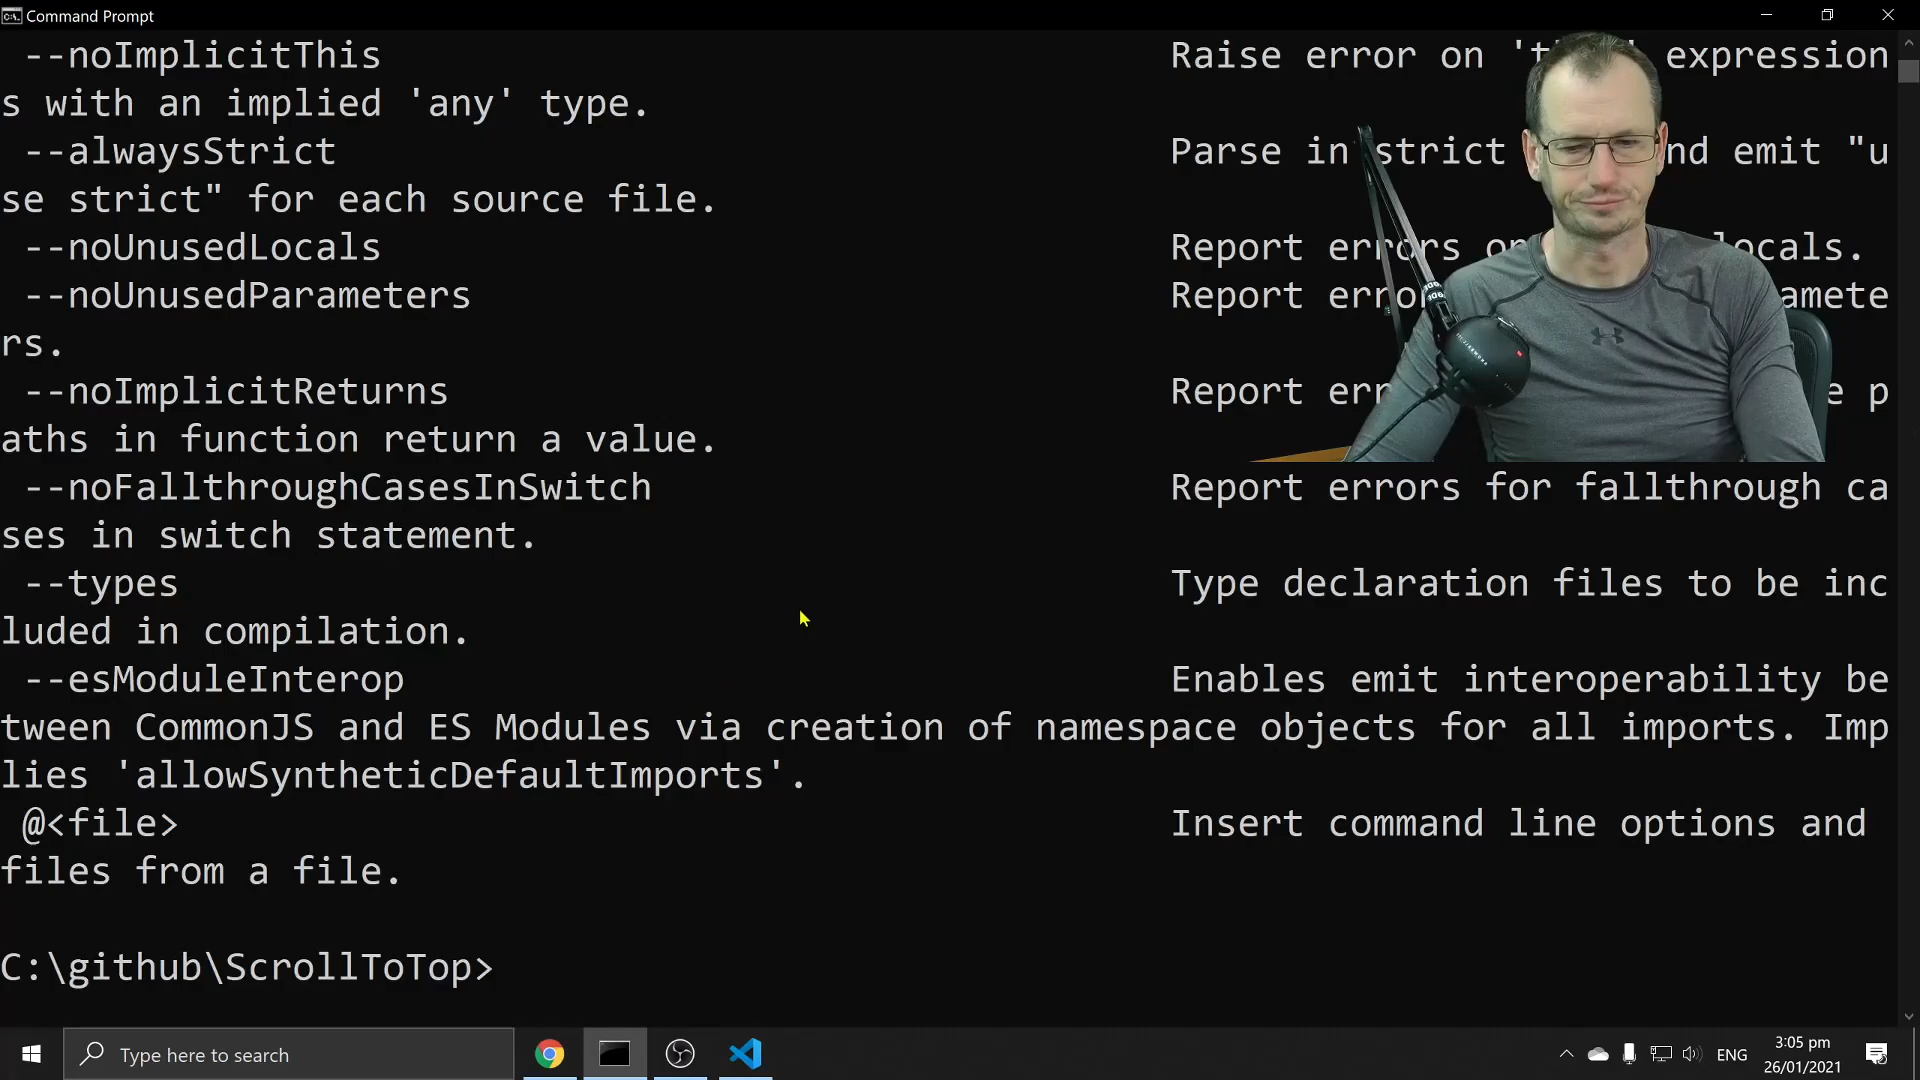 Command Prompt
--noImplicitThis Raise error on expression
s with an implied 'any' type.
--alwaysStrict Parse in strict nd emit "u
se strict" for each source file.
--noUnusedLocals Report errors locals.
--noUnusedParameters Report amete
rs.
--noImplicitReturns Report e p
aths in function return a value.
--noFallthroughCasesInSwitch Report errors for fallthrough ca
ses in switch statement.
--types Type declaration files to be inc
luded in compilation.
--esModuleInterop Enables emit interoperability be
tween CommonJS and ES Modules via creation of namespace objects for all imports. Imp
lies 'allowSyntheticDefaultImports'.
@<file> Insert command line options and
files from a file.
C:\github\ScrollToTop>
Type here to search
ENG
3:05 pm
26/01/2021